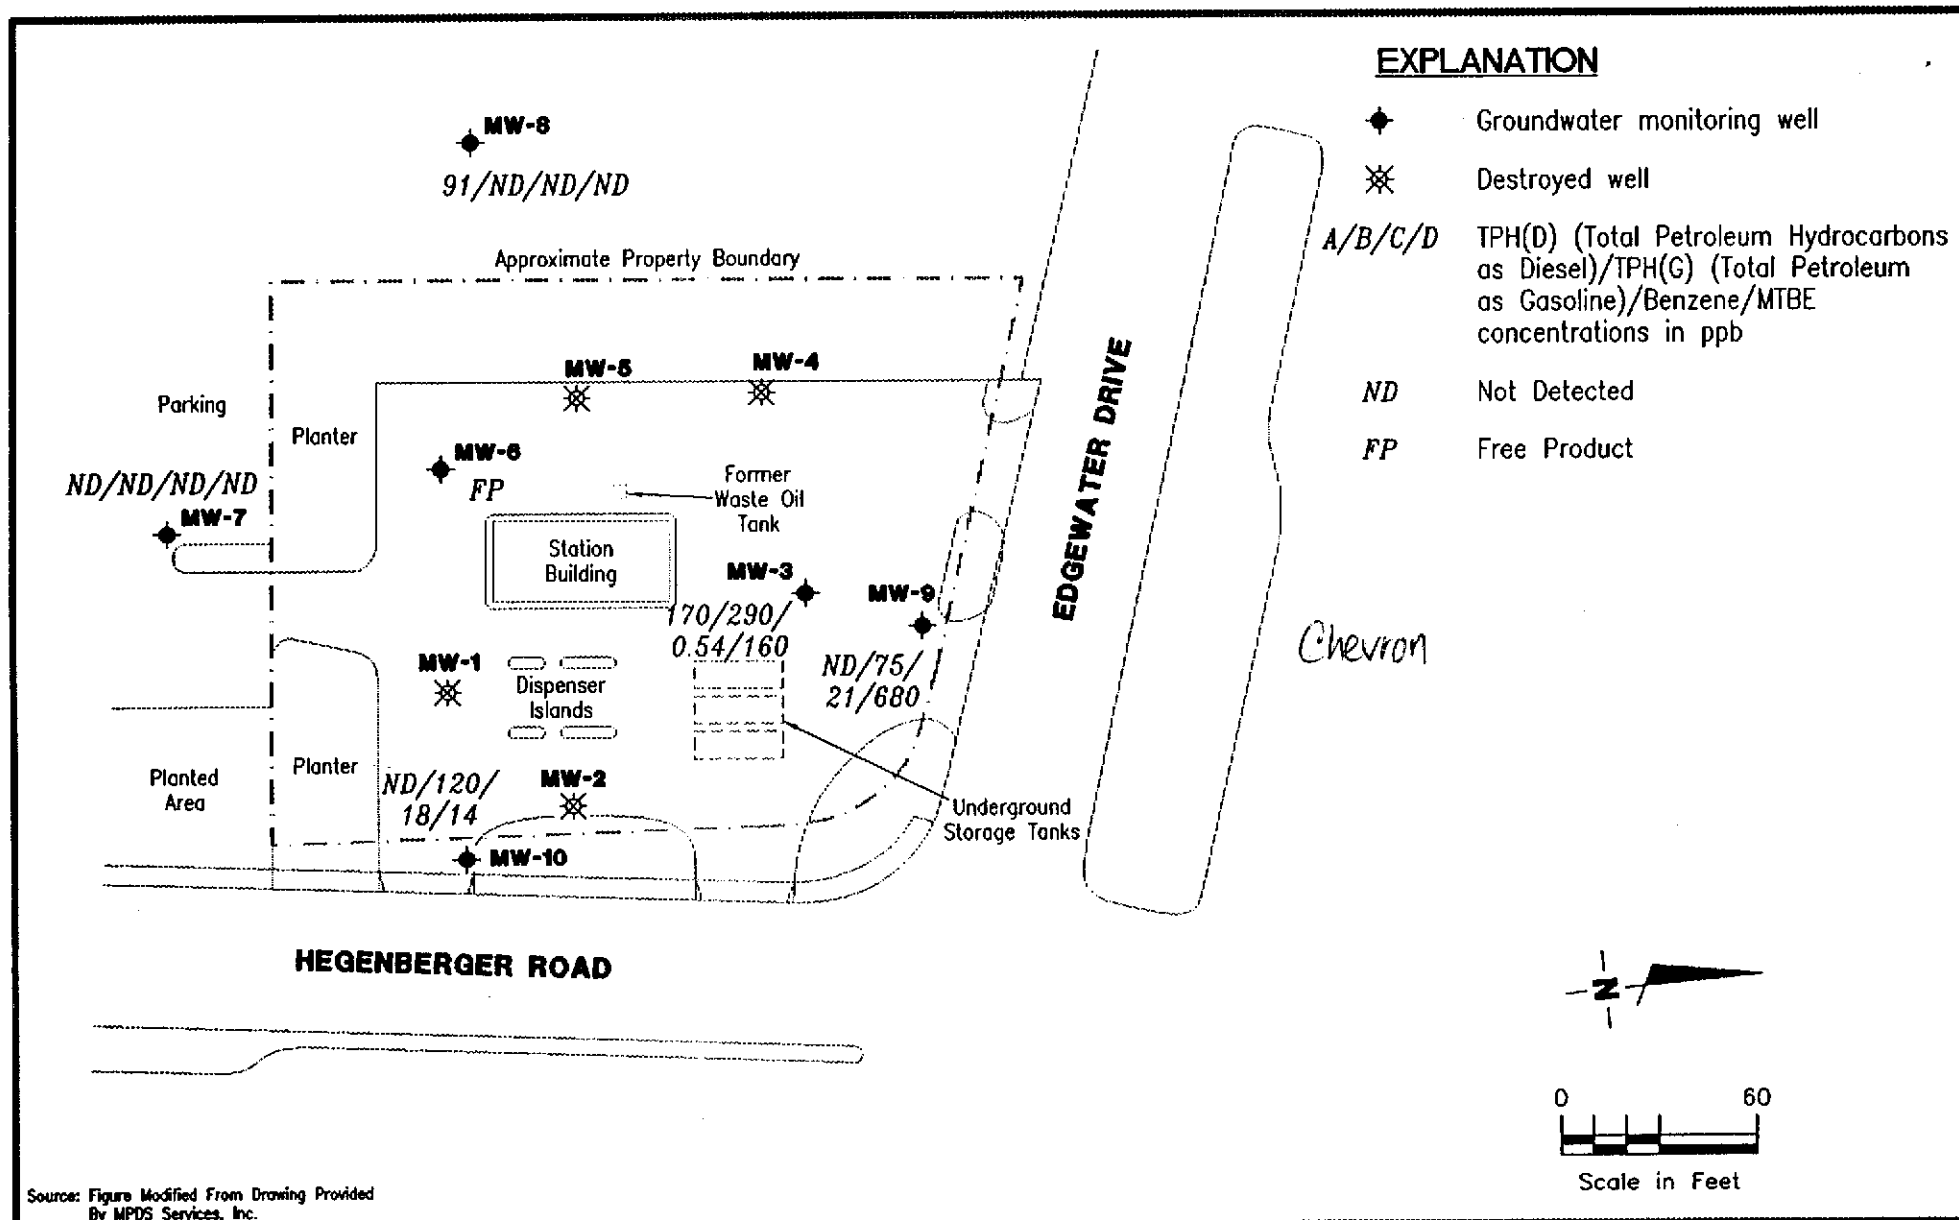 EXPLANATION
Groundwater monitoring well
Destroyed well
A/B/C/D TPH(D) (Total Petroleum Hydrocarbons
as Diesel)/TPH(G) (Total Petroleum
as Gasoline)/Benzene/MTBE
concentrations in ppb
ND Not Detected
FP Free Product
MW-8
91/ND/ND/ND
Approximate Property Boundary
MW-5
MW-4
Parking
Planter
MW-6
FP
Former
Waste Oil
Tank
ND/ND/ND/ND
MW-7
Station
Building
MW-3
170/290/
0.54/160
MW-9
ND/75/
21/680
EDGEWATER DRIVE
Chevron
MW-1
Dispenser
Islands
Planted
Area
Planter
ND/120/
18/14
MW-2
Underground
Storage Tanks
MW-10
HEGENBERGER ROAD
N
0 60
Scale in Feet
Source: Figure Modified From Drawing Provided
By MPDS Services, Inc.